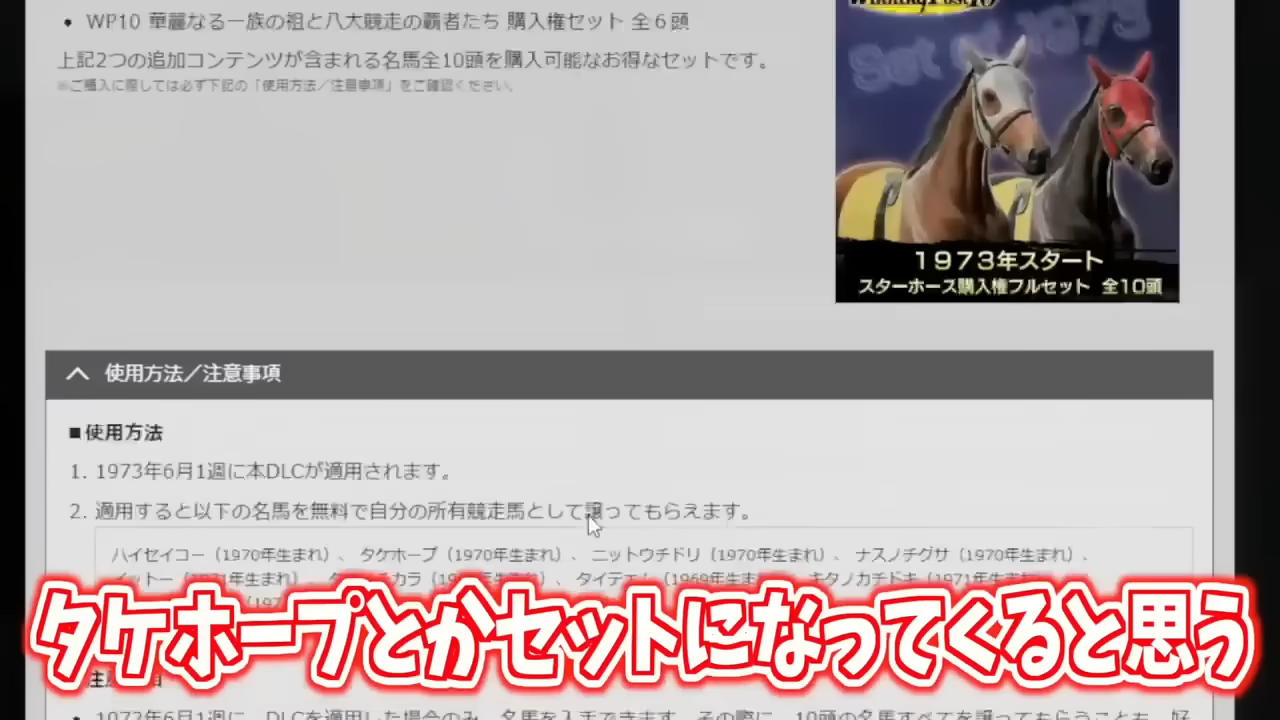 • WP10 華麗なる一族の祖と八大競走の覇者たち 購入権セット 全６頭
上記2つの追加コンテンツが含まれる名馬全10頭を購入可能なお得なセットです。
※ご購入に際しては必ず下記の「使用方法／注意事項」をご確認ください。
Set of 1973
1973年スタート
スターホース購入権フルセット 全10頭
使用方法／注意事項
■使用方法
1. 1973年6月1週に本DLCが適用されます。
2. 適用すると以下の名馬を無料で自分の所有競走馬として譲ってもらえます。
ハイセイコー（1970年生まれ）、 タケホープ（1970年生まれ）、 ニットウチドリ（1970年生まれ）、 ナスノチグサ（1970年生まれ）、
タケホープとかセットになってくると思う